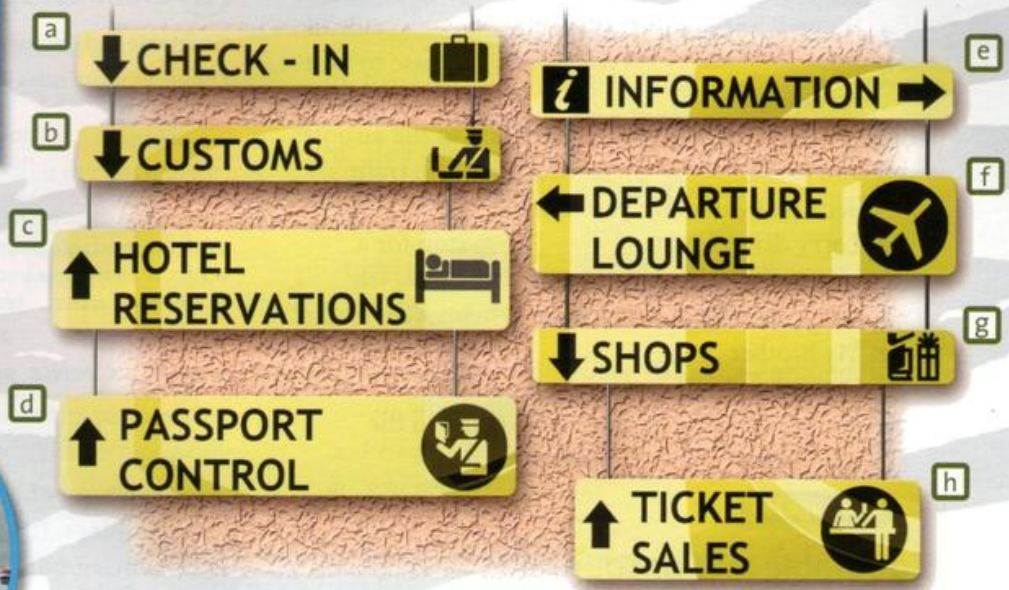 a
CHECK - IN
b
CUSTOMS
c
HOTEL
RESERVATIONS
d
PASSPORT
CONTROL
e
i INFORMATION
f
DEPARTURE
LOUNGE
g
SHOPS
h
TICKET
SALES